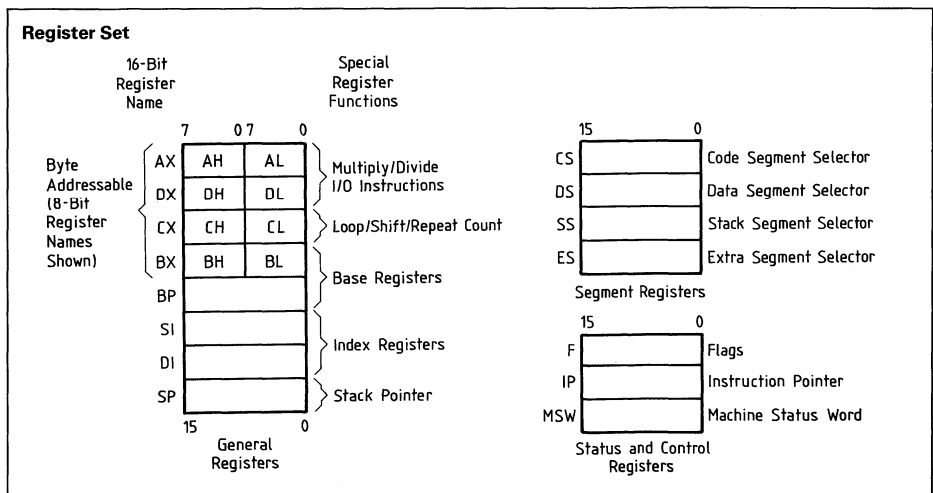 Register Set
16-Bit
Register
Name
Special
Register
Functions
7 0 7 0
Byte
Addressable
(8-Bit
Register
Names
Shown)
AX AH AL
DX DH DL
CX CH CL
BX BH BL
BP
SI
DI
SP
Multiply/Divide
I/O Instructions
Loop/Shift/Repeat Count
Base Registers
Index Registers
Stack Pointer
15 0
General
Registers
15 0
CS Code Segment Selector
DS Data Segment Selector
SS Stack Segment Selector
ES Extra Segment Selector
Segment Registers
15 0
F Flags
IP Instruction Pointer
MSW Machine Status Word
Status and Control
Registers